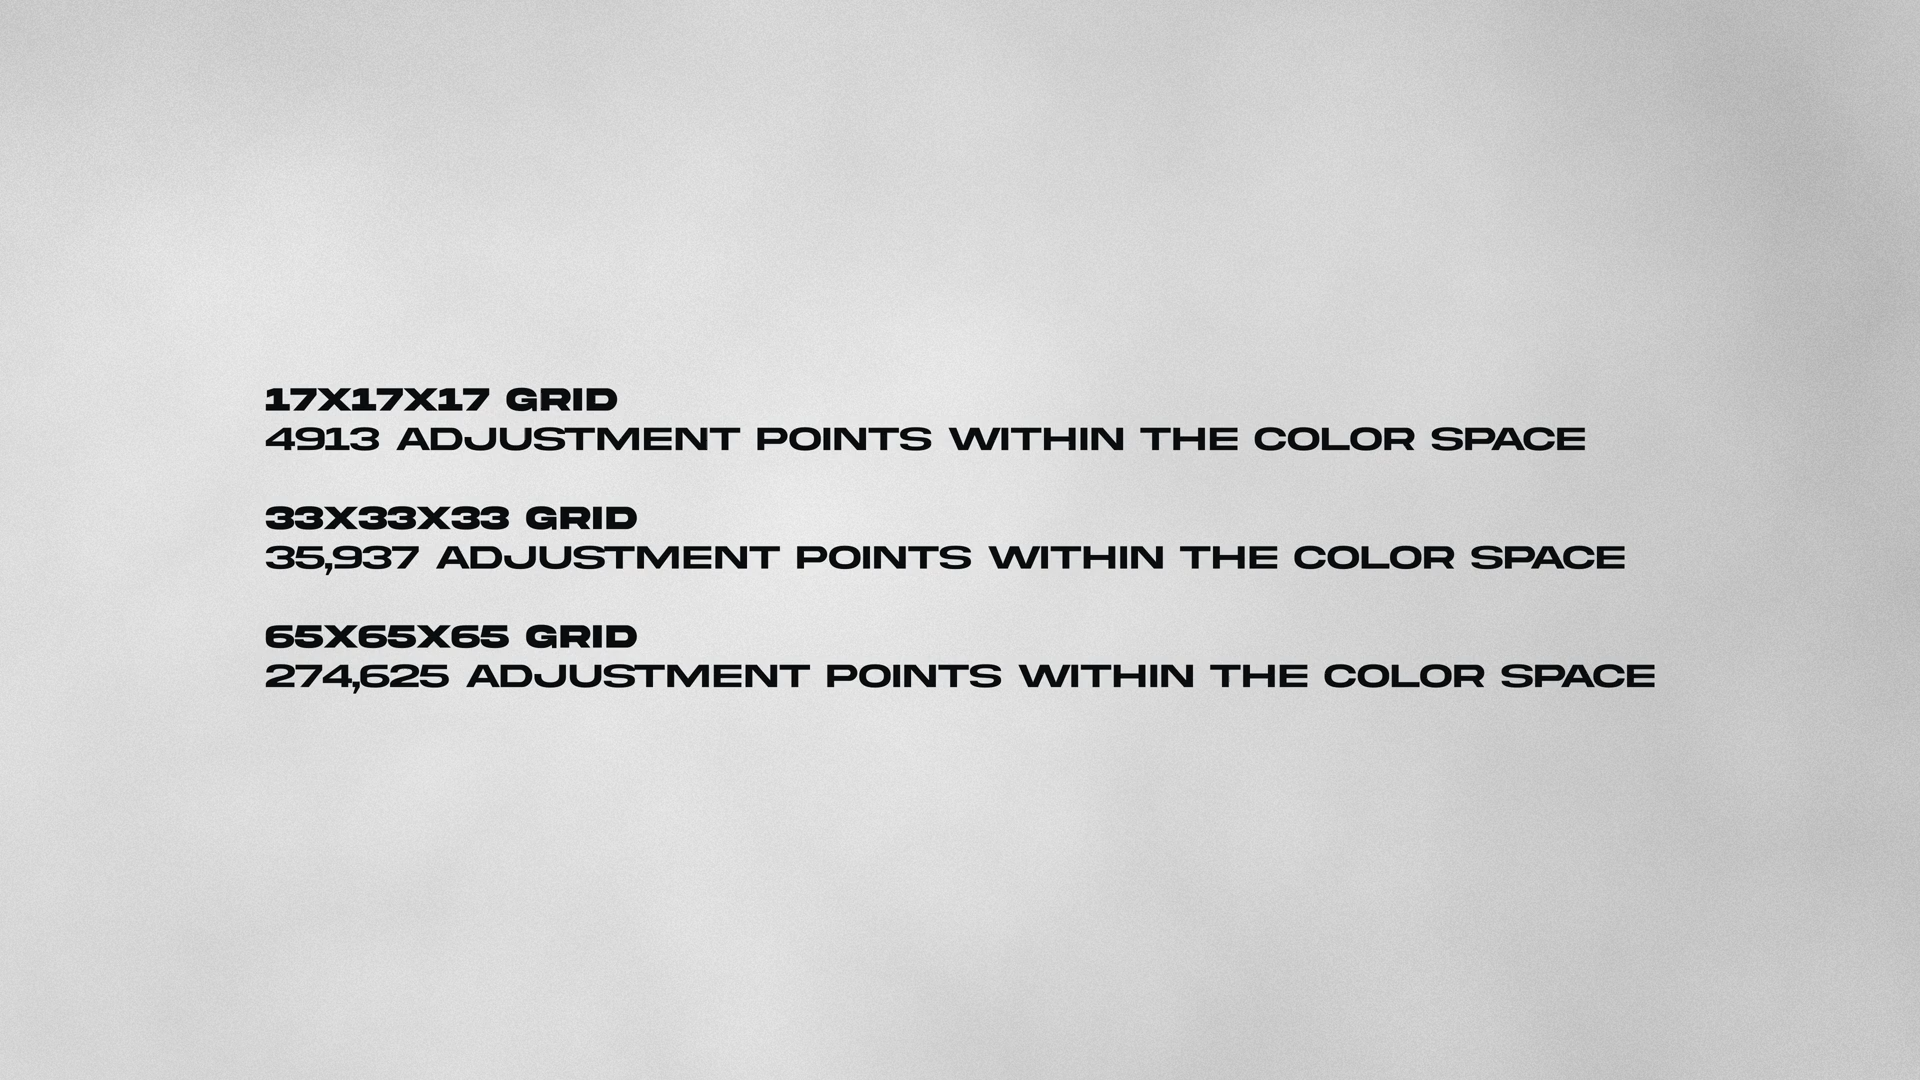 17X17X17 GRID
4913 ADJUSTMENT POINTS WITHIN THE COLOR SPACE
33X33X33 GRID
35,937 ADJUSTMENT POINTS WITHIN THE COLOR SPACE
65X65X65 GRID
274,625 ADJUSTMENT POINTS WITHIN THE COLOR SPACE